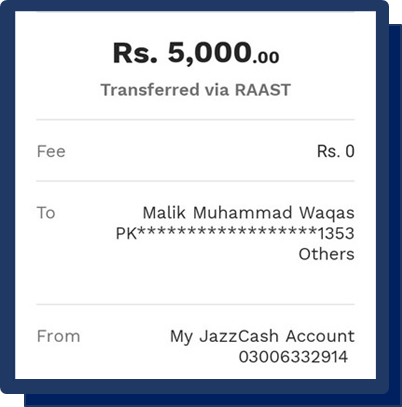 Rs. 5,000.00
Transferred via RAAST
Fee Rs. 0
To Malik Muhammad Waqas
PK******************1353
Others
From My JazzCash Account
03006332914